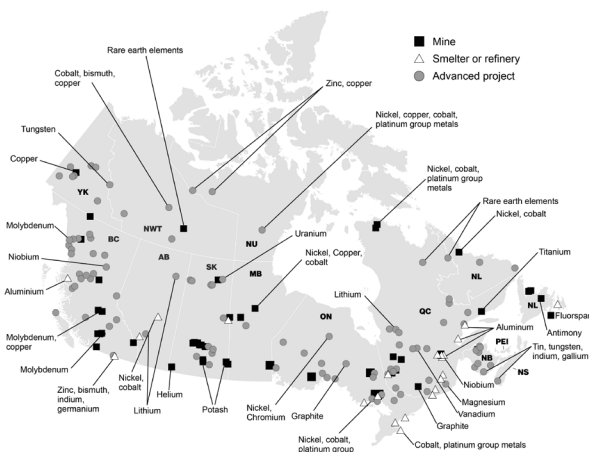 Rare earth elements
Mine
Smelter or refinery
Advanced project
Cobalt, bismuth,
copper
Zinc, copper
Tungsten
Nickel, copper, cobalt,
platinum group metals
Copper
Nickel, cobalt,
platinum group
metals
YK
Rare earth elements
Nickel, cobalt
Molybdenum
NWT
NU
BC
Uranium
AB
Niobium
SK
MB
Nickel, Copper,
cobalt
NL
Titanium
Aluminium
Lithium
QC
NL
ON
Fluorspar
Aluminum
Antimony
PEI
Molybdenum,
copper
Tin, tungsten,
indium, gallium
NB
Molybdenum
NS
Niobium
Zinc, bismuth, indium,
germanium
Nickel,
cobalt
Helium
Magnesium
Lithium
Potash
Nickel,
Chromium
Graphite
Vanadium
Graphite
Nickel, cobalt,
platinum group
Cobalt, platinum group metals